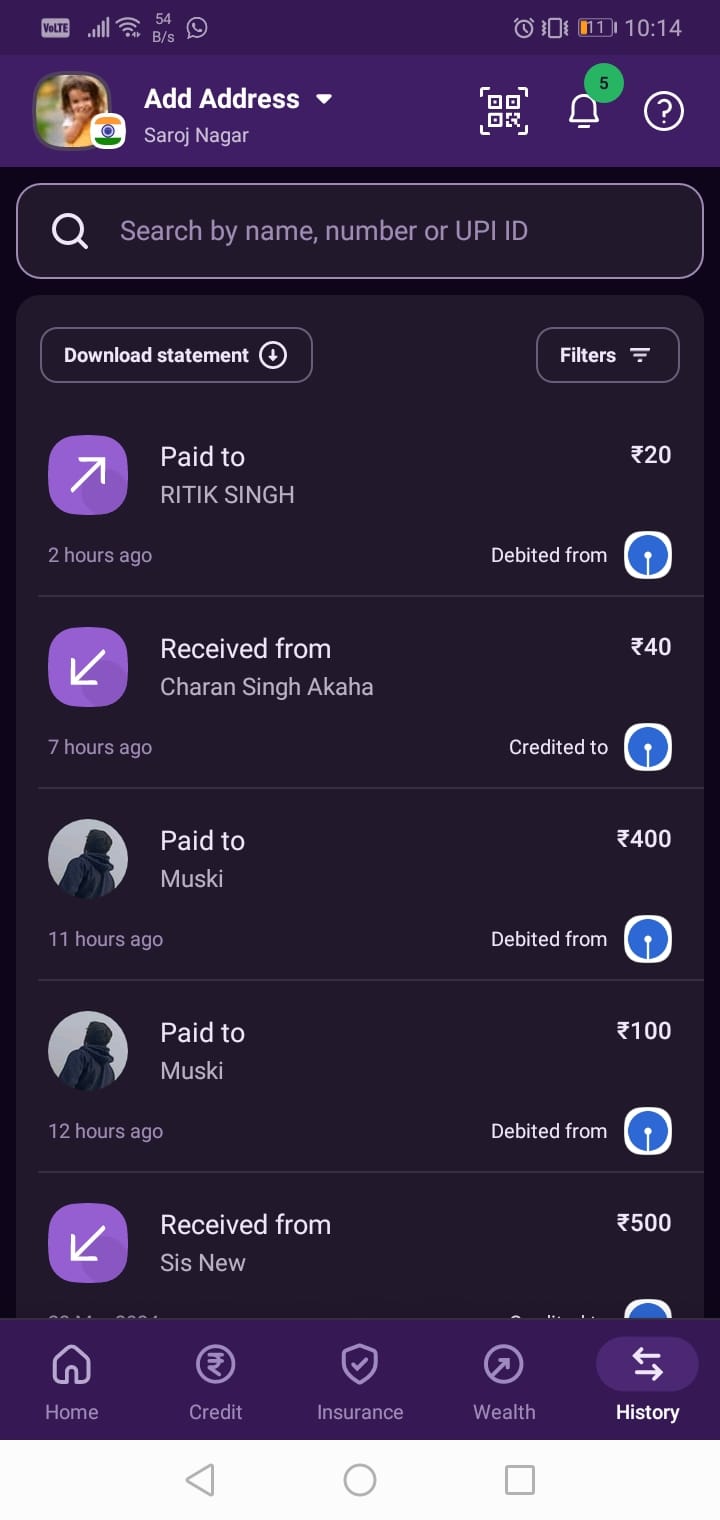 VoLTE 54 B/s 11 10:14
Add Address 5
Saroj Nagar
Search by name, number or UPI ID
Download statement Filters
Paid to ₹20
RITIK SINGH
2 hours ago Debited from
Received from ₹40
Charan Singh Akaha
7 hours ago Credited to
Paid to ₹400
Muski
11 hours ago Debited from
Paid to ₹100
Muski
12 hours ago Debited from
Received from ₹500
Sis New
Home Credit Insurance Wealth History